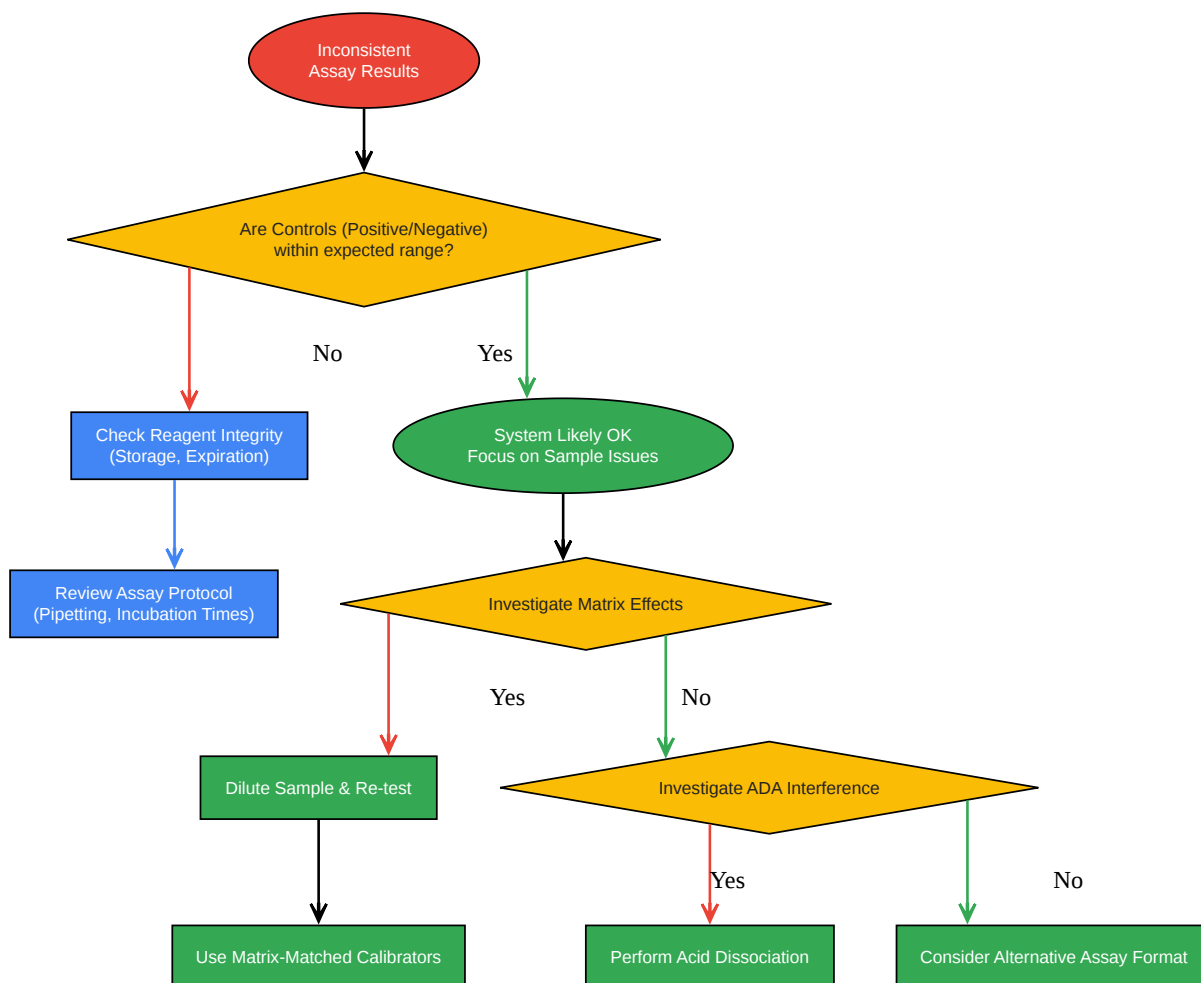 Inconsistent
Assay Results
Are Controls (Positive/Negative)
within expected range?
No
Yes
Check Reagent Integrity
(Storage, Expiration)
System Likely OK
Focus on Sample Issues
Review Assay Protocol
(Pipetting, Incubation Times)
Investigate Matrix Effects
Yes
No
Dilute Sample & Re-test
Investigate ADA Interference
Yes
No
Use Matrix-Matched Calibrators
Perform Acid Dissociation
Consider Alternative Assay Format